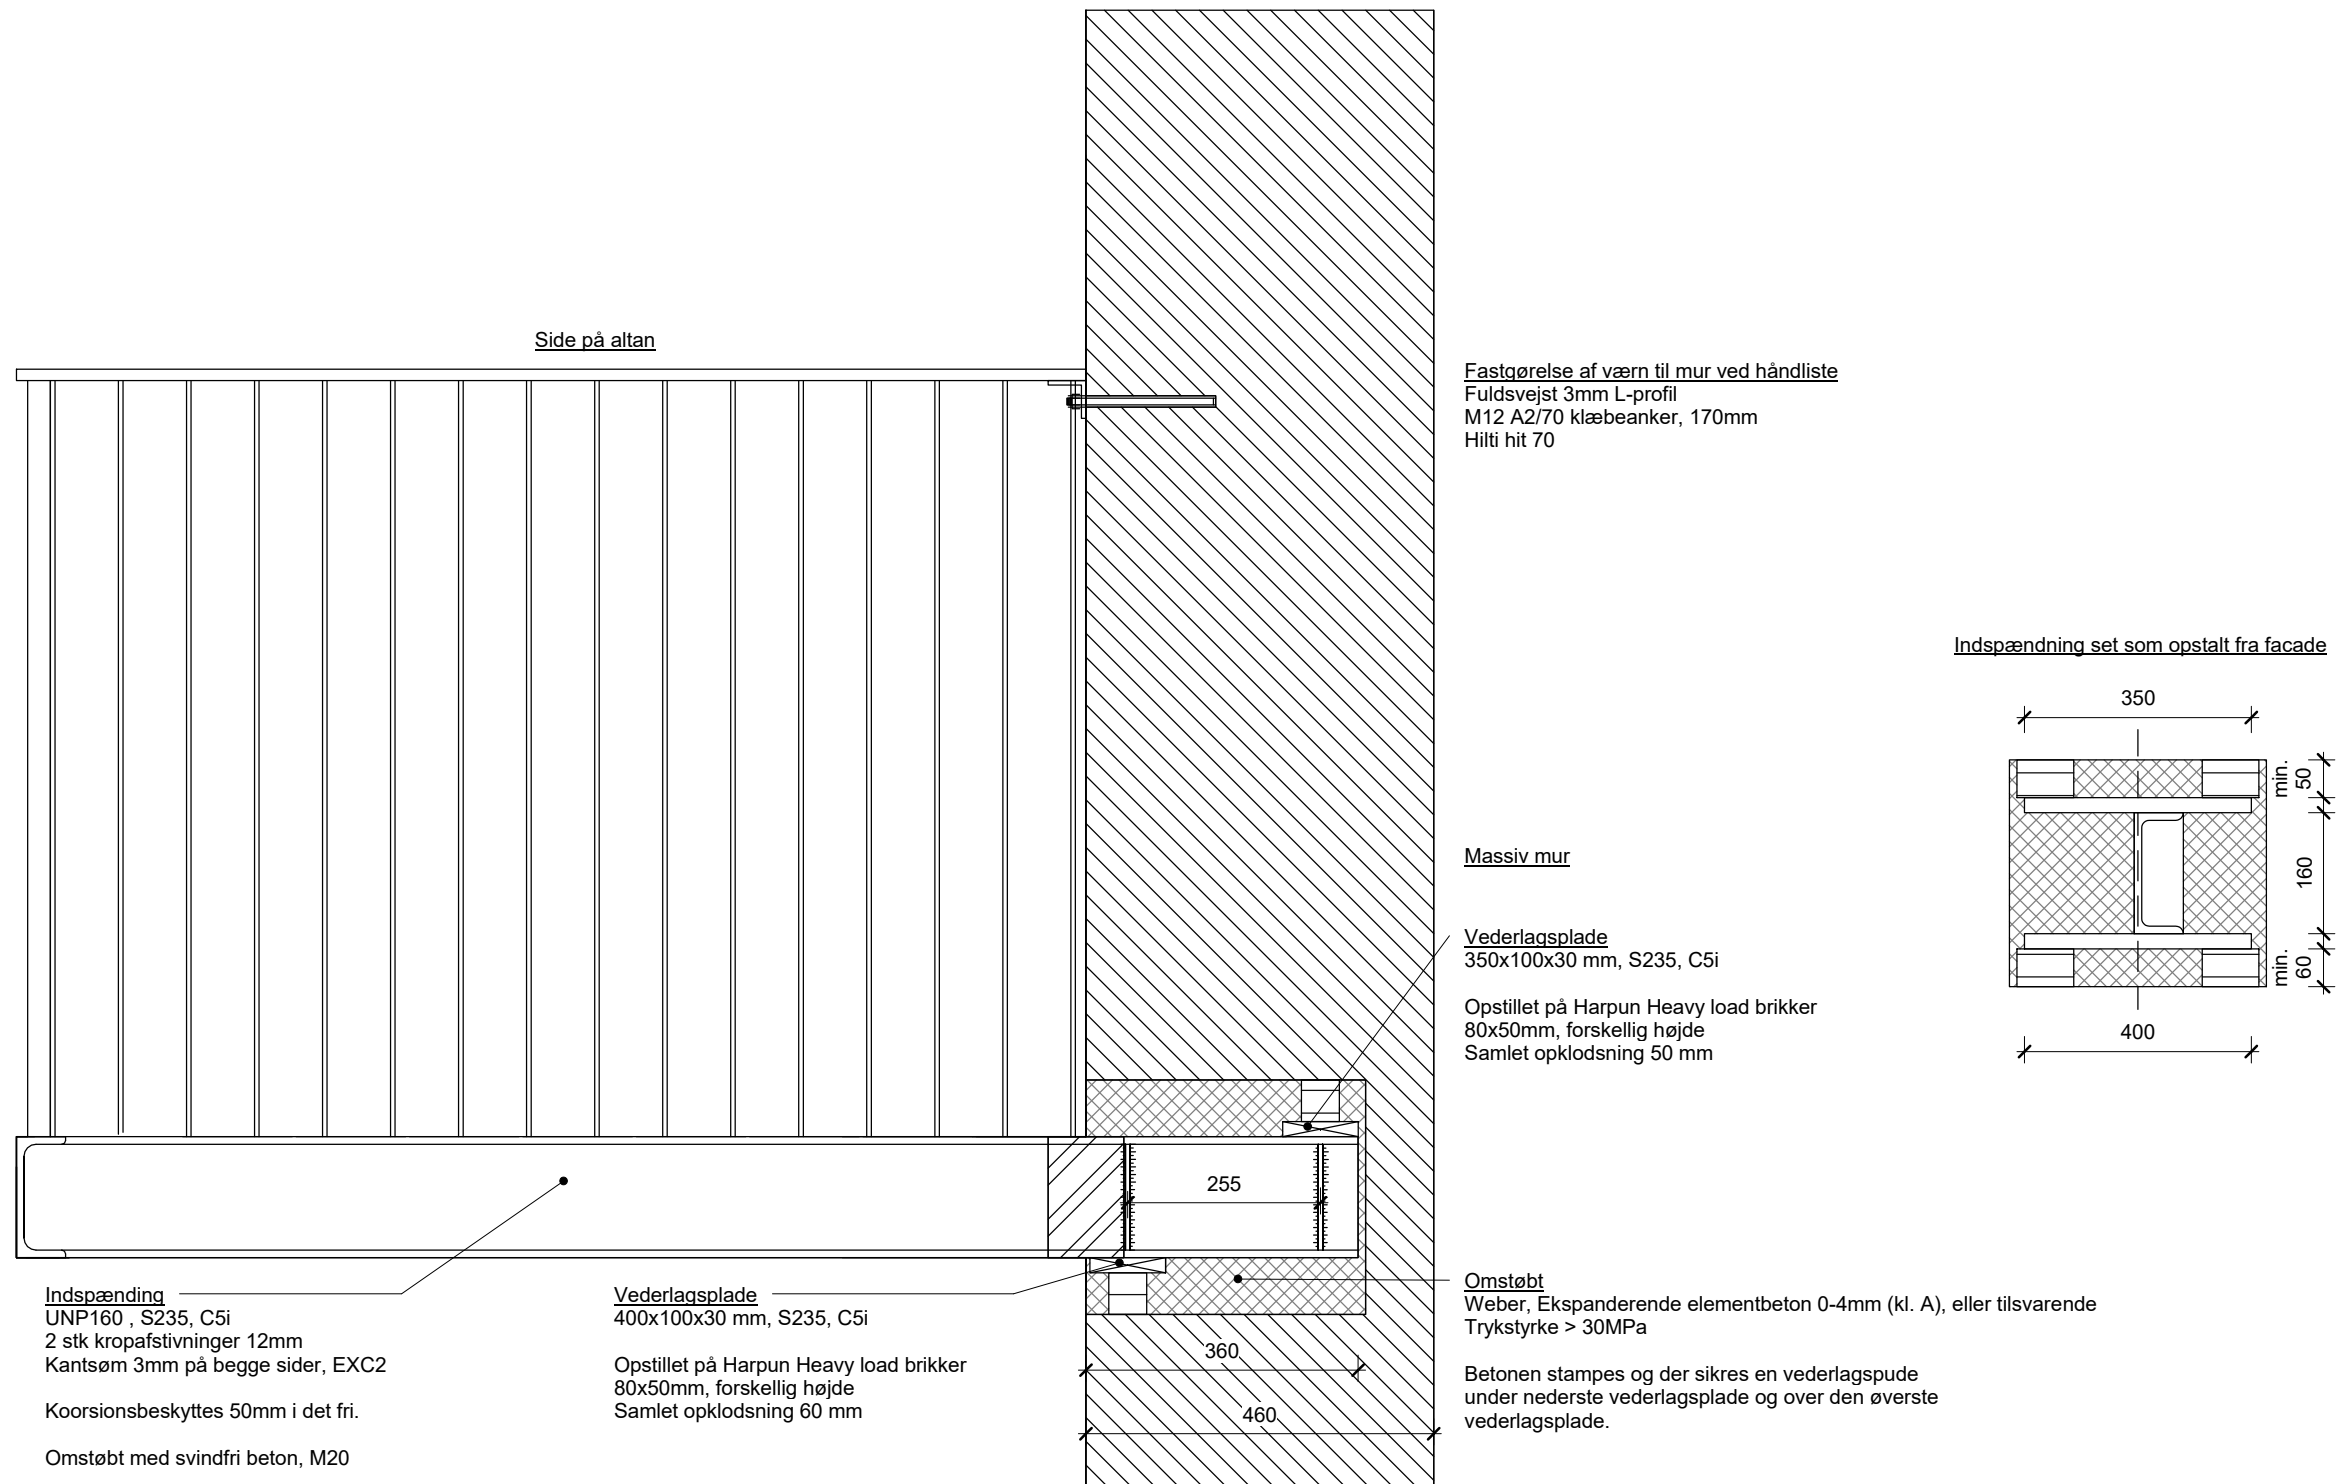 Side på altan
Fastgørelse af værn til mur ved håndliste
Fuldsvejst 3mm L-profil
M12 A2/70 klæbeanker, 170mm
Hilti hit 70
Indspændning set som opstalt fra facade
350
min.
50
160
min.
60
400
Massiv mur
Vederlagsplade
350x100x30 mm, S235, C5i
Opstillet på Harpun Heavy load brikker
80x50mm, forskellig højde
Samlet opklodsning 50 mm
255
Indspænding
UNP160 , S235, C5i
2 stk kropafstivninger 12mm
Kantsøm 3mm på begge sider, EXC2
Koorsionsbeskyttes 50mm i det fri.
Omstøbt med svindfri beton, M20
Vederlagsplade
400x100x30 mm, S235, C5i
Opstillet på Harpun Heavy load brikker
80x50mm, forskellig højde
Samlet opklodsning 60 mm
360
460
Omstøbt
Weber, Ekspanderende elementbeton 0-4mm (kl. A), eller tilsvarende
Trykstyrke > 30MPa
Betonen stampes og der sikres en vederlagspude
under nederste vederlagsplade og over den øverste
vederlagsplade.